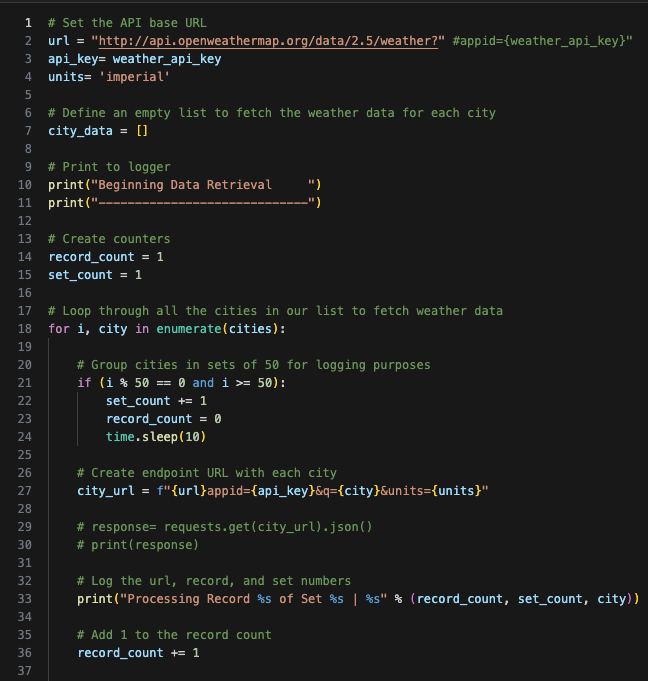 1 # Set the API base URL
2 url = "http://api.openweathermap.org/data/2.5/weather?" #appid={weather_api_key}"
3 api_key= weather_api_key
4 units= 'imperial'
5
6 # Define an empty list to fetch the weather data for each city
7 city_data = []
8
9 # Print to logger
10 print("Beginning Data Retrieval     ")
11 print("-----------------------------")
12
13 # Create counters
14 record_count = 1
15 set_count = 1
16
17 # Loop through all the cities in our list to fetch weather data
18 for i, city in enumerate(cities):
19
20     # Group cities in sets of 50 for logging purposes
21     if (i % 50 == 0 and i >= 50):
22         set_count += 1
23         record_count = 0
24         time.sleep(10)
25
26     # Create endpoint URL with each city
27     city_url = f"{url}appid={api_key}&q={city}&units={units}"
28
29     # response= requests.get(city_url).json()
30     # print(response)
31
32     # Log the url, record, and set numbers
33     print("Processing Record %s of Set %s | %s" % (record_count, set_count, city))
34
35     # Add 1 to the record count
36     record_count += 1
37